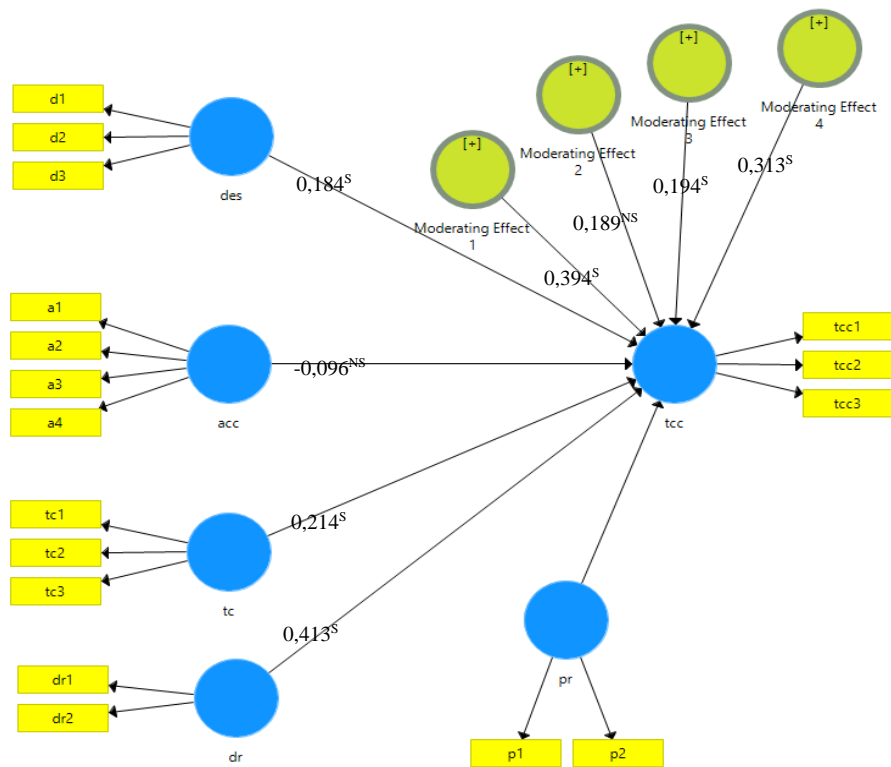 [+]
[+]
[+]
[+]
Moderating Effect
4
Moderating Effect
3
Moderating Effect
2
Moderating Effect
1
d1
d2
d3
des
0,184S
0,394S
0,189NS
0,194S
0,313S
a1
a2
a3
a4
acc
-0,096NS
tcc
tcc1
tcc2
tcc3
tc1
tc2
tc3
tc
0,214S
dr1
dr2
dr
0,413S
pr
p1
p2